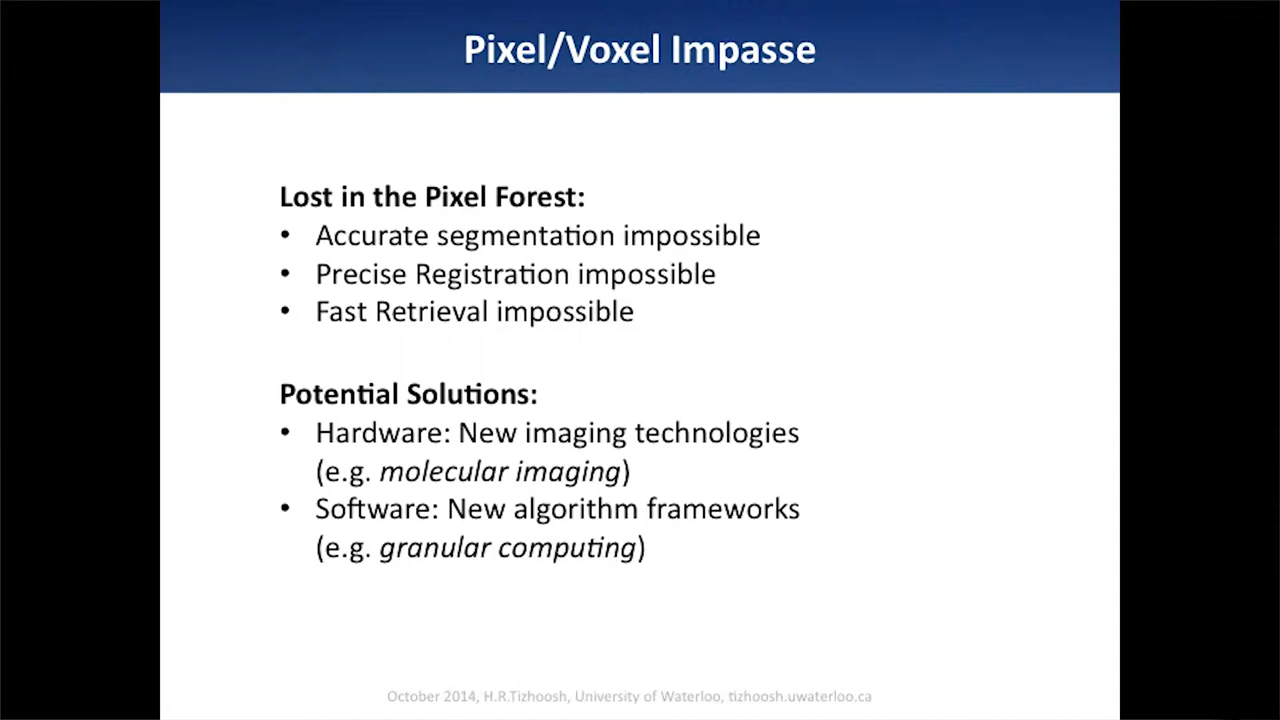 Pixel/Voxel Impasse
Lost in the Pixel Forest:
• Accurate segmentation impossible
• Precise Registration impossible
• Fast Retrieval impossible
Potential Solutions:
• Hardware: New imaging technologies
(e.g. molecular imaging)
• Software: New algorithm frameworks
(e.g. granular computing)
October 2014, H.R.Tizhoosh, University of Waterloo, tizhoosh.uwaterloo.ca